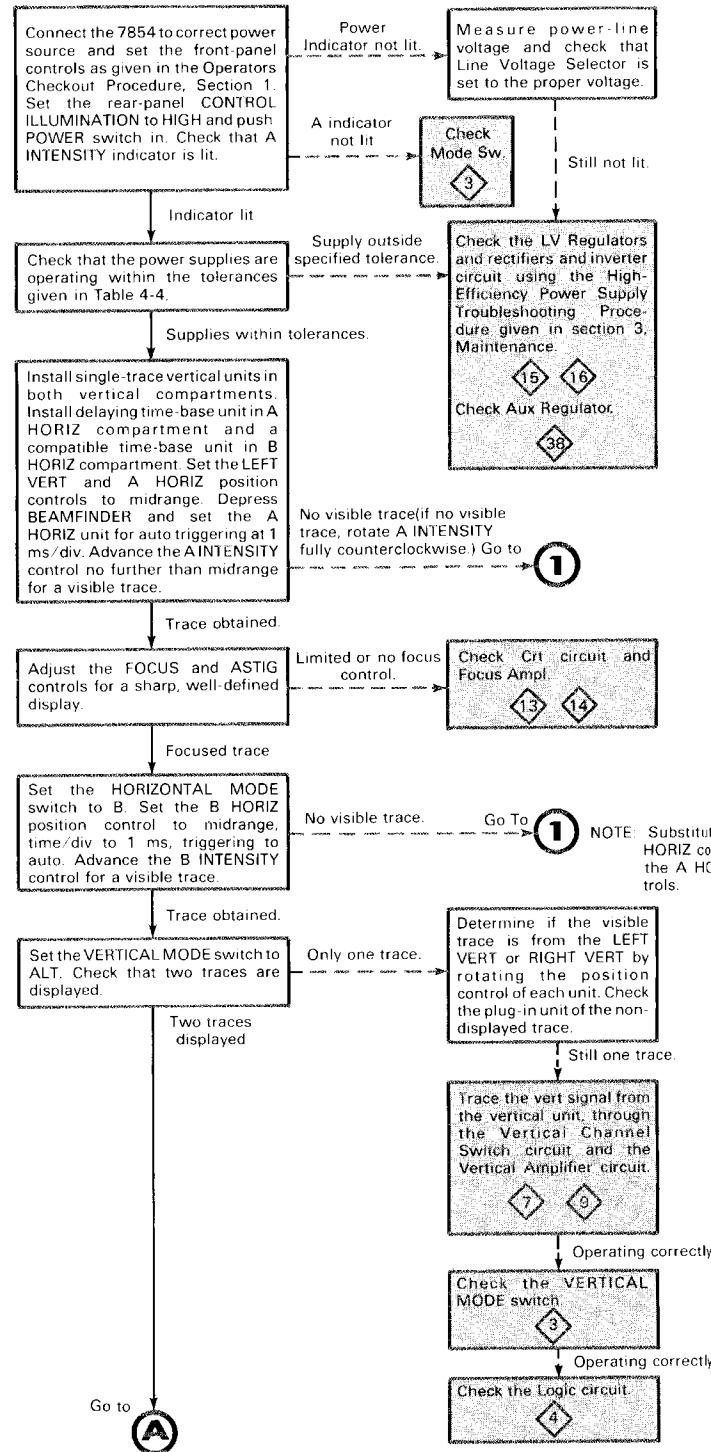 Connect the 7854 to correct power
source and set the front-panel
controls as given in the Operators
Checkout Procedure, Section 1.
Set the rear-panel CONTROL
ILLUMINATION to HIGH and push
POWER switch in. Check that A
INTENSITY indicator is lit.
Power
Indicator not lit.
Measure power-line
voltage and check that
Line Voltage Selector is
set to the proper voltage.
A indicator
not lit
Check
Mode Sw.
3
Still not lit.
Indicator lit
Check that the power supplies are
operating within the tolerances
given in Table 4-4.
Supply outside
specified tolerance.
Check the LV Regulators
and rectifiers and inverter
circuit using the High-
Efficiency Power Supply
Troubleshooting Proce-
dure given in section 3,
Maintenance.
15 16
Check Aux Regulator.
38
Supplies within tolerances.
Install single-trace vertical units in
both vertical compartments.
Install delaying time-base unit in A
HORIZ compartment and a
compatible time-base unit in B
HORIZ compartment. Set the LEFT
VERT and A HORIZ position
controls to midrange. Depress
BEAMFINDER and set the A
HORIZ unit for auto triggering at 1
ms/div. Advance the A INTENSITY
control no further than midrange
for a visible trace.
No visible trace(if no visible
trace, rotate A INTENSITY
fully counterclockwise.) Go to
1
Trace obtained.
Adjust the FOCUS and ASTIG
controls for a sharp, well-defined
display.
Limited or no focus
control.
Check Crt circuit and
Focus Ampl.
13 14
Focused trace
Set the HORIZONTAL MODE
switch to B. Set the B HORIZ
position control to midrange,
time/div to 1 ms, triggering to
auto. Advance the B INTENSITY
control for a visible trace.
No visible trace.
Go To
1
NOTE: Substitut
HORIZ co
the A HO
trols.
Trace obtained.
Set the VERTICAL MODE switch to
ALT. Check that two traces are
displayed.
Only one trace.
Determine if the visible
trace is from the LEFT
VERT or RIGHT VERT by
rotating the position
control of each unit. Check
the plug-in unit of the non-
displayed trace.
Two traces
displayed
Still one trace.
Trace the vert signal from
the vertical unit, through
the Vertical Channel
Switch circuit and the
Vertical Amplifier circuit.
7 9
Operating correctly
Check the VERTICAL
MODE switch
3
Operating correctly
Check the Logic circuit.
4
Go to
A